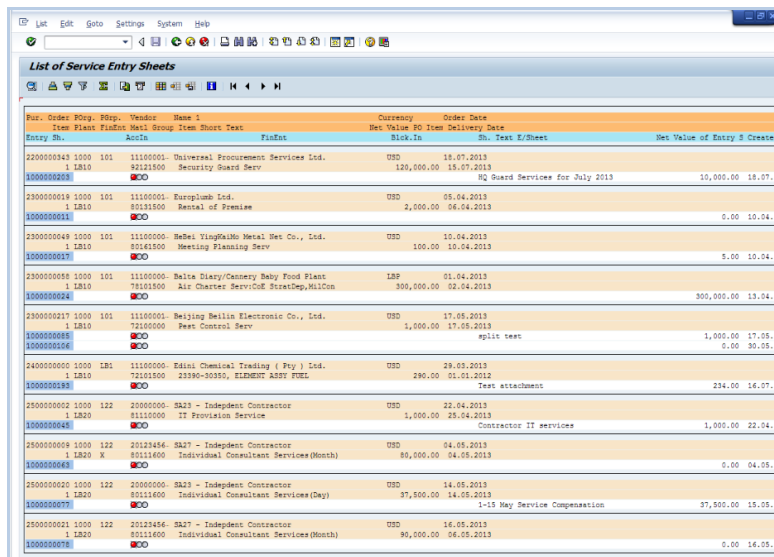 List Edit Goto Settings System Help
List of Service Entry Sheets
Pur. Order POrg. PGrp. Vendor Name 1 Currency Order Date
Item Plant FinEnt Matl Group Item Short Text Net Value PO Item Delivery Date
Entry Sh. AccIn FinEnt Blck.In Sh. Text E/Sheet Net Value of Entry S Create
2200000343 1000 101 11100001- Universal Procurement Services Ltd. USD 18.07.2013
1 LB10 92121500 Security Guard Serv 120,000.00 15.07.2013
1000000203 HQ Guard Services for July 2013 10,000.00 18.07.
2300000019 1000 101 11100001- Europlumb Ltd. USD 05.04.2013
1 LB10 80131500 Rental of Premise 2,000.00 06.04.2013
1000000011 0.00 10.04.
2300000049 1000 101 11100000- HeBei YingKaiMo Metal Net Co., Ltd. USD 10.04.2013
1 LB10 80161500 Meeting Planning Serv 100.00 10.04.2013
1000000017 5.00 10.04.
2300000058 1000 101 11100000- Balta Diary/Cannery Baby Food Plant LBP 01.04.2013
1 LB10 78101500 Air Charter Serv:CoE StratDep,MilCon 300,000.00 02.04.2013
1000000024 300,000.00 13.04.
2300000217 1000 101 11100001- Beijing Beilin Electronic Co., Ltd. USD 17.05.2013
1 LB10 72100000 Pest Control Serv 1,000.00 17.05.2013
1000000085 split test 1,000.00 17.05.
1000000106 0.00 30.05.
2400000000 1000 LB1 11100000- Edini Chemical Trading ( Pty ) Ltd. USD 29.03.2013
1 LB10 72101500 23390-30350, ELEMENT ASSY FUEL 290.00 01.01.2012
1000000193 Test attachment 234.00 16.07.
2500000002 1000 122 20000000- SA23 - Indepdent Contractor USD 22.04.2013
1 LB20 81110000 IT Provision Service 1,000.00 25.04.2013
1000000045 Contractor IT services 1,000.00 22.04.
2500000009 1000 122 20123456- SA27 - Indepdent Contractor USD 04.05.2013
1 LB20 X 80111600 Individual Consultant Services(Month) 80,000.00 04.05.2013
1000000063 0.00 04.05.
2500000020 1000 122 20000000- SA23 - Indepdent Contractor USD 14.05.2013
1 LB20 80111600 Individual Consultant Services(Day) 37,500.00 14.05.2013
1000000077 1-15 May Service Compensation 37,500.00 15.05.
2500000021 1000 122 20123456- SA27 - Indepdent Contractor USD 16.05.2013
1 LB20 80111600 Individual Consultant Services(Month) 90,000.00 06.05.2013
1000000078 0.00 16.05.